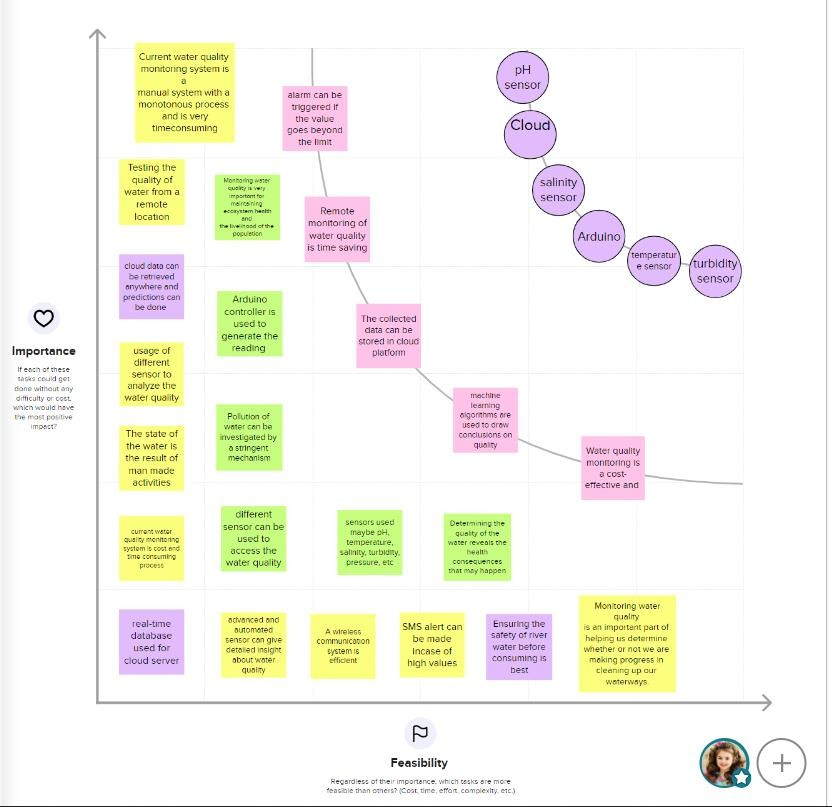 Current water quality
monitoring system is
a
manual system with a
monotonous process
and is very
timeconsuming
alarm can be
triggered if
the value
goes beyond
the limit
pH
sensor
Cloud
salinity
sensor
Arduino
temperatur
e sensor
turbidity
sensor
Testing the
quality of
water from a
remote
location
Monitoring water
quality is very
important for
maintaining
ecosystem health
and
the livelihood of the
population
Remote
monitoring of
water quality
is time saving
cloud data can
be retrieved
anywhere and
predictions can
be done
Arduino
controller is
used to
generate the
reading
The collected
data can be
stored in cloud
platform
Importance
If each of these
tasks could get
done without any
difficulty or cost,
which would have
the most positive
impact?
usage of
different
sensor to
analyze the
water quality
machine
learning
algorithms are
used to draw
conclusions on
quality
The state of
the water is
the result of
man made
activities
Pollution of
water can be
investigated by
a stringent
mechanism
Water quality
monitoring is
a cost-
effective and
current water
quality monitoring
system is cost and
time consuming
process
different
sensor can be
used to
access the
water quality
sensors used
maybe pH,
temperature,
salinity, turbidity,
pressure, etc
Determining the
quality of the
water reveals the
health
consequences
that may happen
real-time
database
used for
cloud server
advanced and
automated
sensor can give
detailed insight
about water
quality
A wireless
communication
system is
efficient
SMS alert can
be made
incase of
high values
Ensuring the
safety of river
water before
consuming is
best
Monitoring water
quality
is an important part of
helping us determine
whether or not we are
making progress in
cleaning up our
waterways.
Feasibility
Regardless of their importance, which tasks are more
feasible than others? (Cost, time, effort, complexity, etc.)